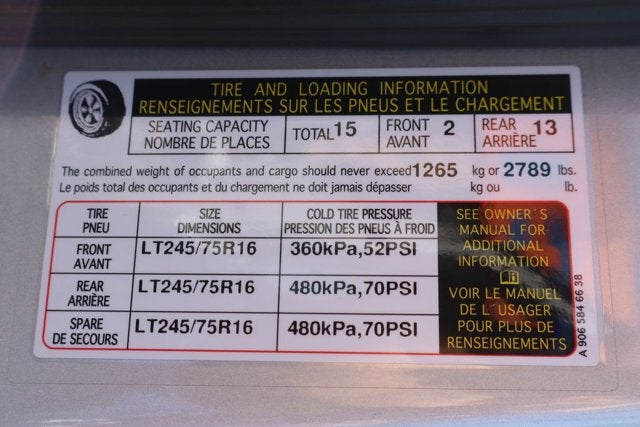 TIRE AND LOADING INFORMATION
RENSEIGNEMENTS SUR LES PNEUS ET LE CHARGEMENT
SEATING CAPACITY
NOMBRE DE PLACES
TOTAL 15
FRONT
AVANT
2
REAR
ARRIÈRE
13
The combined weight of occupants and cargo should never exceed 1265 kg or 2789 lbs.
Le poids total des occupants et du chargement ne doit jamais dépasser kg ou lb.
TIRE
PNEU
SIZE
DIMENSIONS
COLD TIRE PRESSURE
PRESSION DES PNEUS À FROID
FRONT
AVANT
LT245/75R16
360kPa,52PSI
REAR
ARRIÈRE
LT245/75R16
480kPa,70PSI
SPARE
DE SECOURS
LT245/75R16
480kPa,70PSI
SEE OWNER´S
MANUAL FOR
ADDITIONAL
INFORMATION
VOIR LE MANUEL
DE L´USAGER
POUR PLUS DE
RENSEIGNEMENTS
A 906 584 66 38